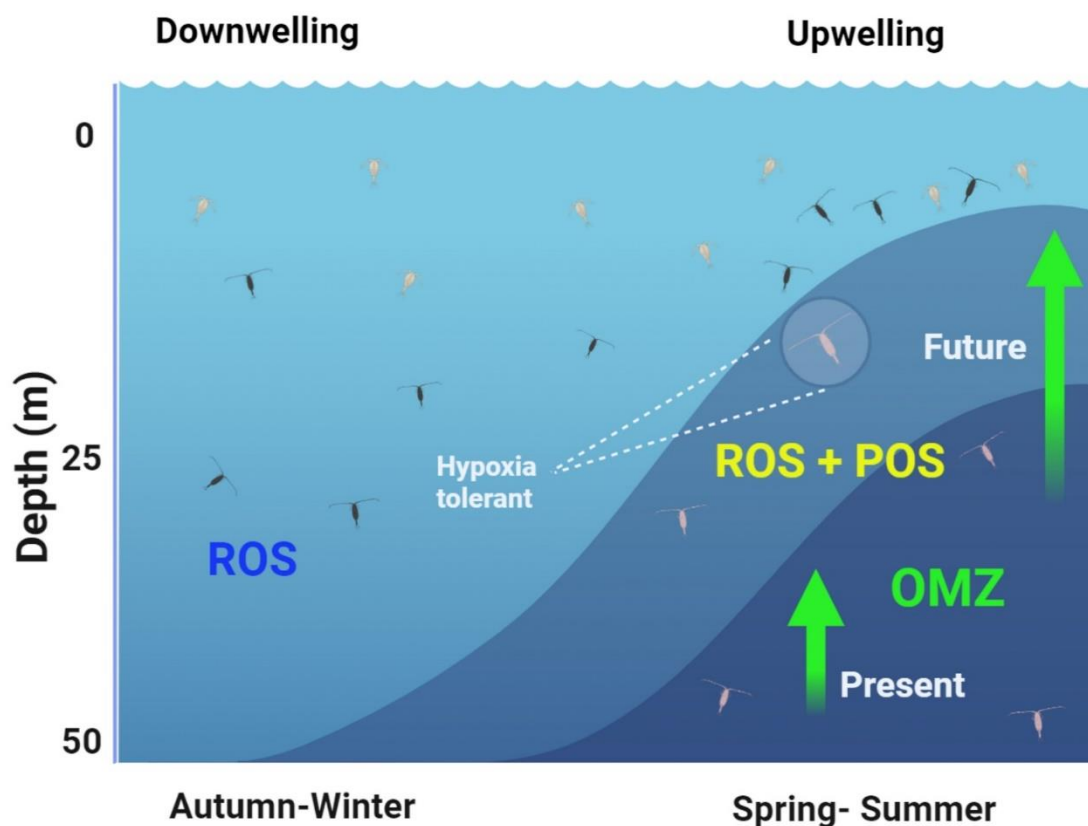 Downwelling
Upwelling
0
Future
25
Hypoxia
tolerant
ROS + POS
ROS
OMZ
Present
50
Depth (m)
Autumn-Winter
Spring- Summer